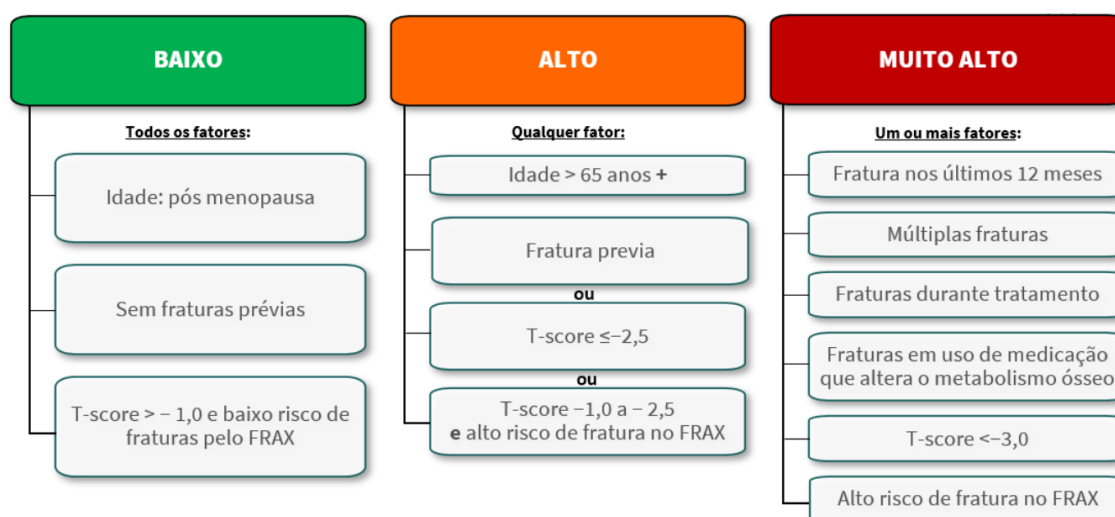 BAIXO
Todos os fatores:
Idade: pós menopausa
Sem fraturas prévias
T-score > − 1,0 e baixo risco de
fraturas pelo FRAX
ALTO
Qualquer fator:
Idade > 65 anos +
Fratura previa
ou
T-score ≤−2,5
ou
T-score −1,0 a − 2,5
e alto risco de fratura no FRAX
MUITO ALTO
Um ou mais fatores:
Fratura nos últimos 12 meses
Múltiplas fraturas
Fraturas durante tratamento
Fraturas em uso de medicação
que altera o metabolismo ósseo
T-score <−3,0
Alto risco de fratura no FRAX